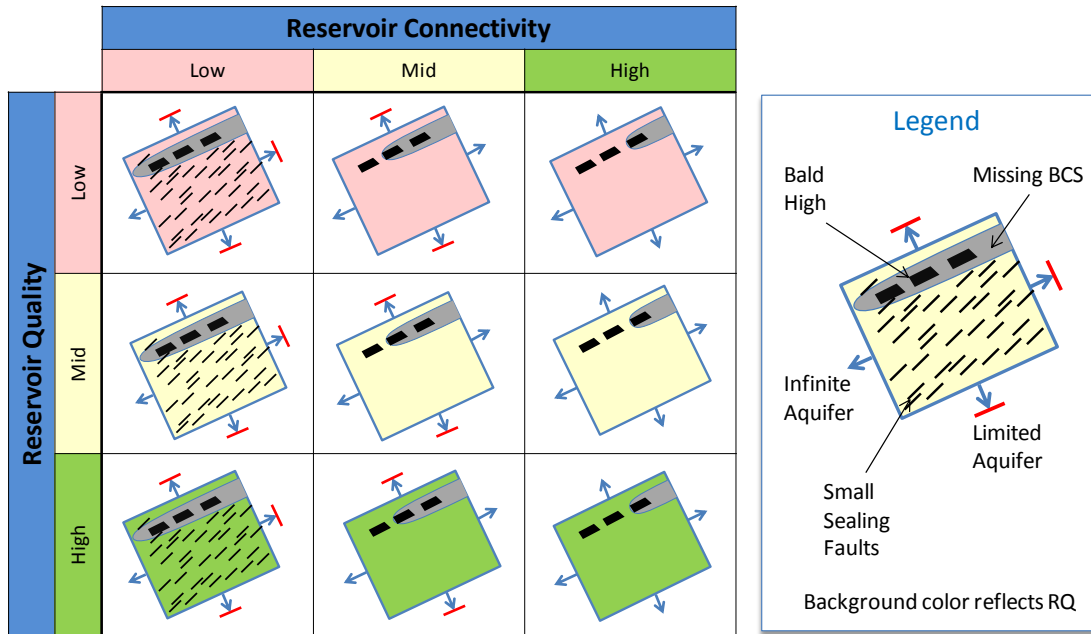 Reservoir Connectivity
Low
Mid
High
Reservoir Quality
Low
Mid
High
Legend
Bald
High
Missing BCS
Infinite
Aquifer
Limited
Aquifer
Small
Sealing
Faults
Background color reflects RQ